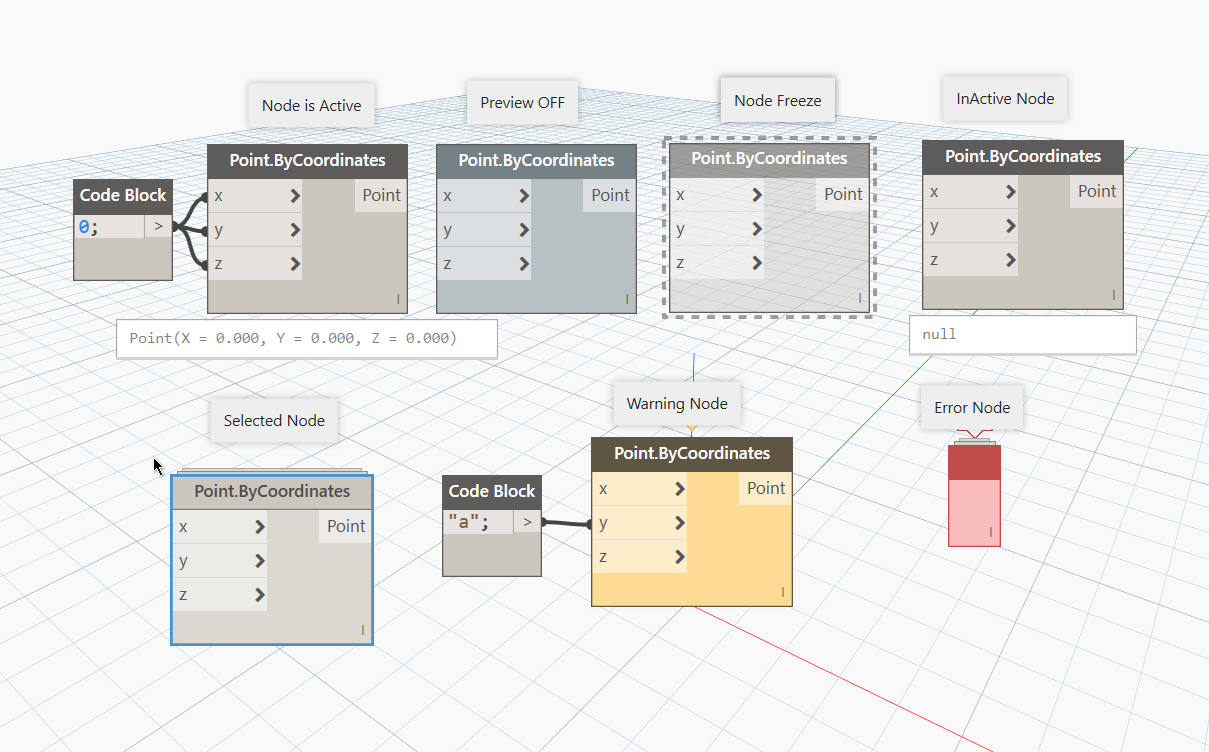 Node is Active
Preview OFF
Node Freeze
InActive Node
Code Block
0;
>
Point.ByCoordinates
x > Point
y >
z >
l
Point(X = 0.000, Y = 0.000, Z = 0.000)
Point.ByCoordinates
x > Point
y >
z >
l
Point.ByCoordinates
x > Point
y >
z >
l
Point.ByCoordinates
x > Point
y >
z >
l
null
Selected Node
Point.ByCoordinates
x > Point
y >
z >
l
Warning Node
Code Block
"a";
>
Point.ByCoordinates
x > Point
y >
z >
l
Error Node
l